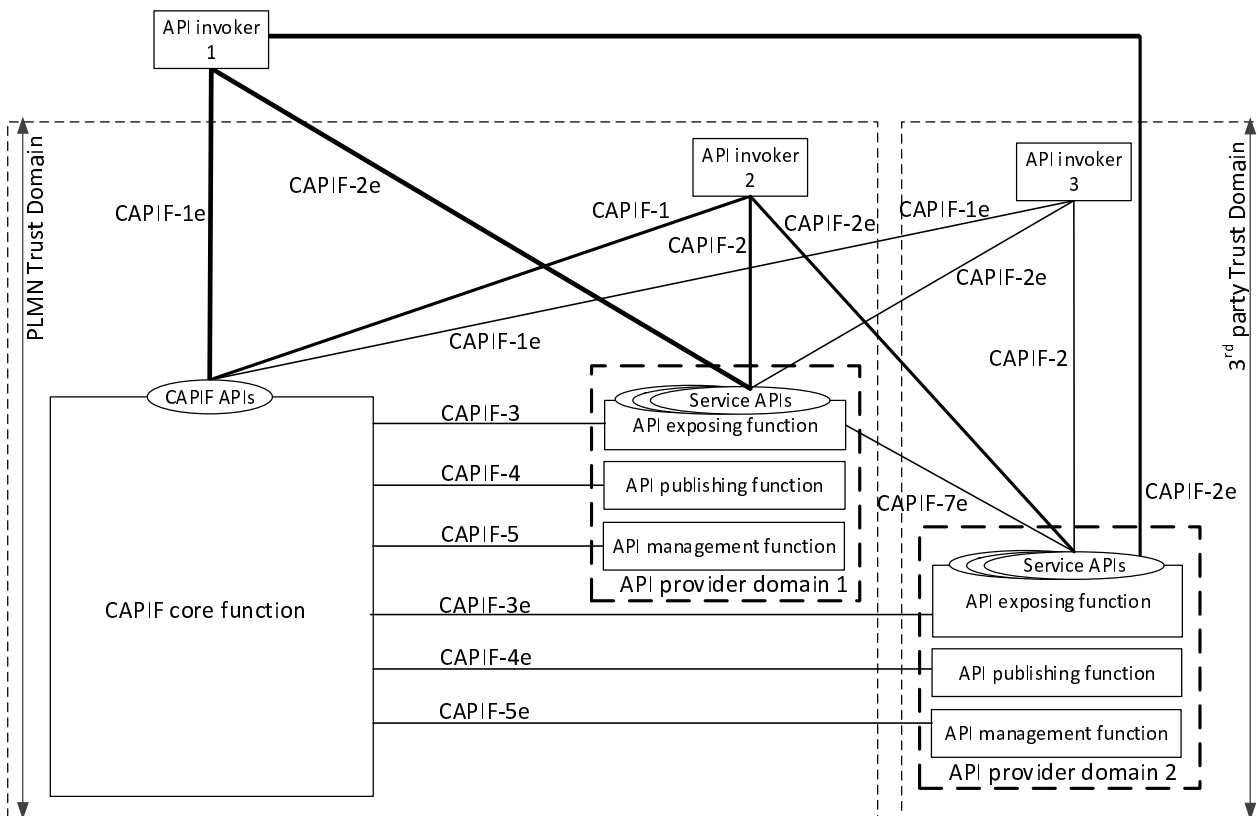 API invoker
1
PLMN Trust Domain
3rd party Trust Domain
API invoker
2
API invoker
3
CAPIF-2e
CAPIF-1e
CAPIF-1
CAPIF-2e
CAPIF-1e
CAPIF-2
CAPIF-2e
CAPIF-1e
CAPIF-2
CAPIF APIs
Service APIs
CAPIF-3
API exposing function
CAPIF-4
API publishing function
CAPIF-7e
CAPIF-2e
CAPIF-5
API management function
API provider domain 1
Service APIs
CAPIF core function
CAPIF-3e
API exposing function
CAPIF-4e
API publishing function
CAPIF-5e
API management function
API provider domain 2